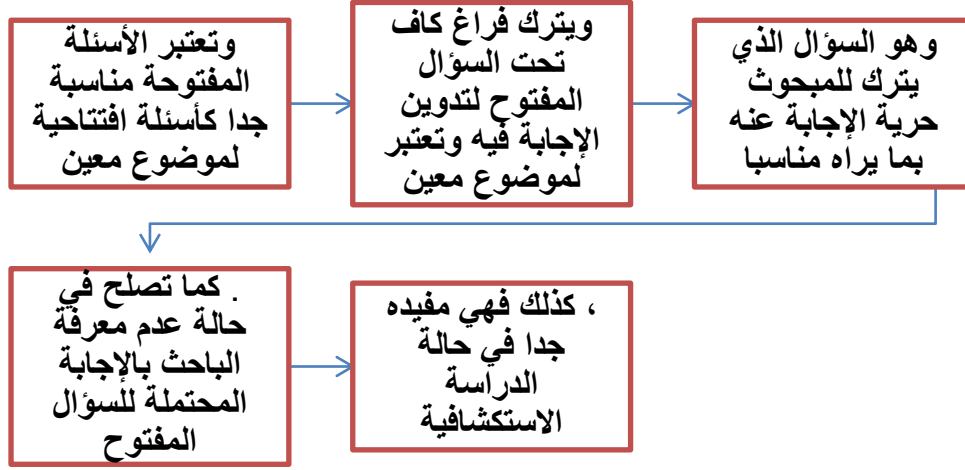 وهو السؤال الذي
يترك للمبحوث
حرية الإجابة عنه
بما يراه مناسبا
ويترك فراغ كاف
تحت السؤال
المفتوح لتدوين
الإجابة فيه وتعتبر
لموضوع معين
وتعتبر الأسئلة
المفتوحة مناسبة
جدا كأسئلة افتتاحية
لموضوع معين
، كذلك فهي مفيده
جدا في حالة
الدراسة
الاستكشافية
. كما تصلح في
حالة عدم معرفة
الباحث بالإجابة
المحتملة للسؤال
المفتوح